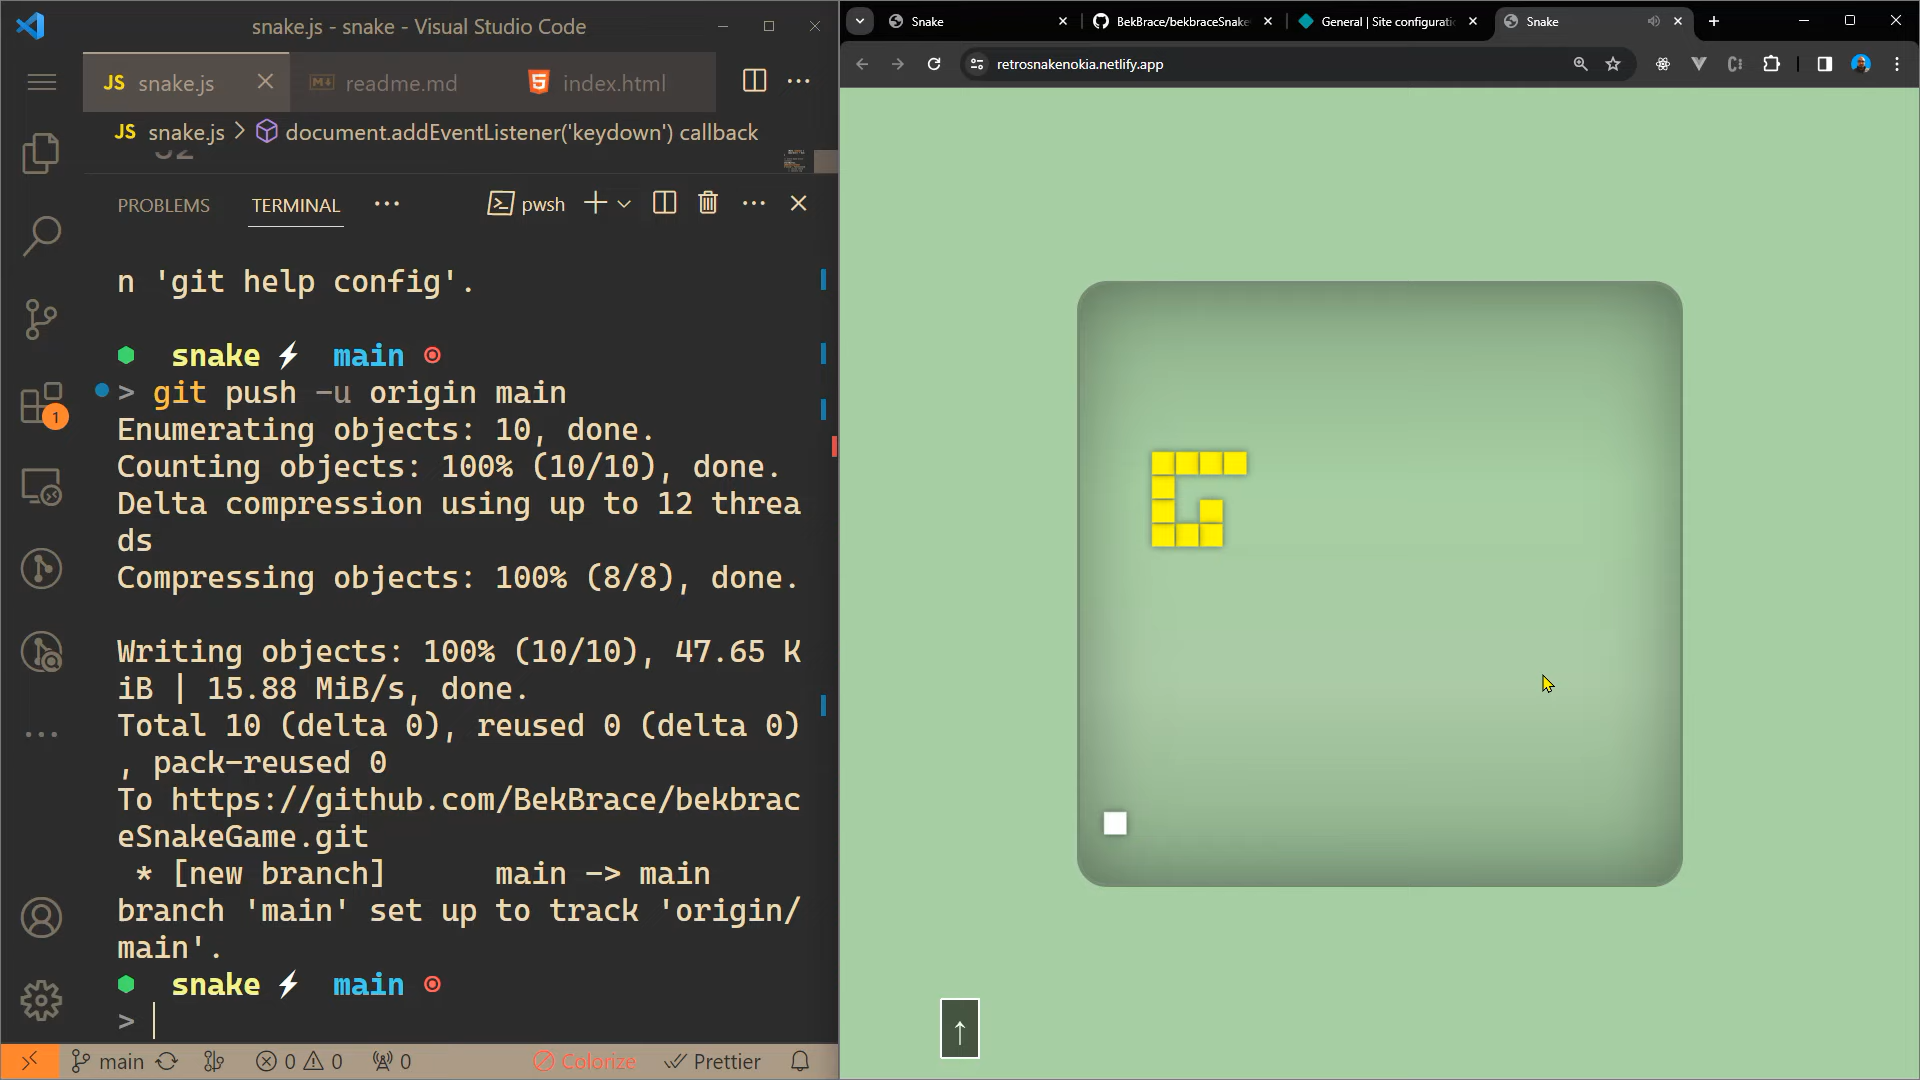 snake.js - snake - Visual Studio Code
JS snake.js
readme.md
index.html
JS snake.js > document.addEventListener('keydown') callback
PROBLEMS
TERMINAL
pwsh
n 'git help config'.
snake ⚡ main
> git push -u origin main
Enumerating objects: 10, done.
Counting objects: 100% (10/10), done.
Delta compression using up to 12 threa
ds
Compressing objects: 100% (8/8), done.
Writing objects: 100% (10/10), 47.65 K
iB | 15.88 MiB/s, done.
Total 10 (delta 0), reused 0 (delta 0)
, pack-reused 0
To https://github.com/BekBrace/bekbrac
eSnakeGame.git
* [new branch]      main -> main
branch 'main' set up to track 'origin/
main'.
snake ⚡ main
>
1
main
0
0
0
Colorize
Prettier
Snake
BekBrace/bekbraceSnake
General | Site configurati
Snake
retrosnakenokia.netlify.app
↑